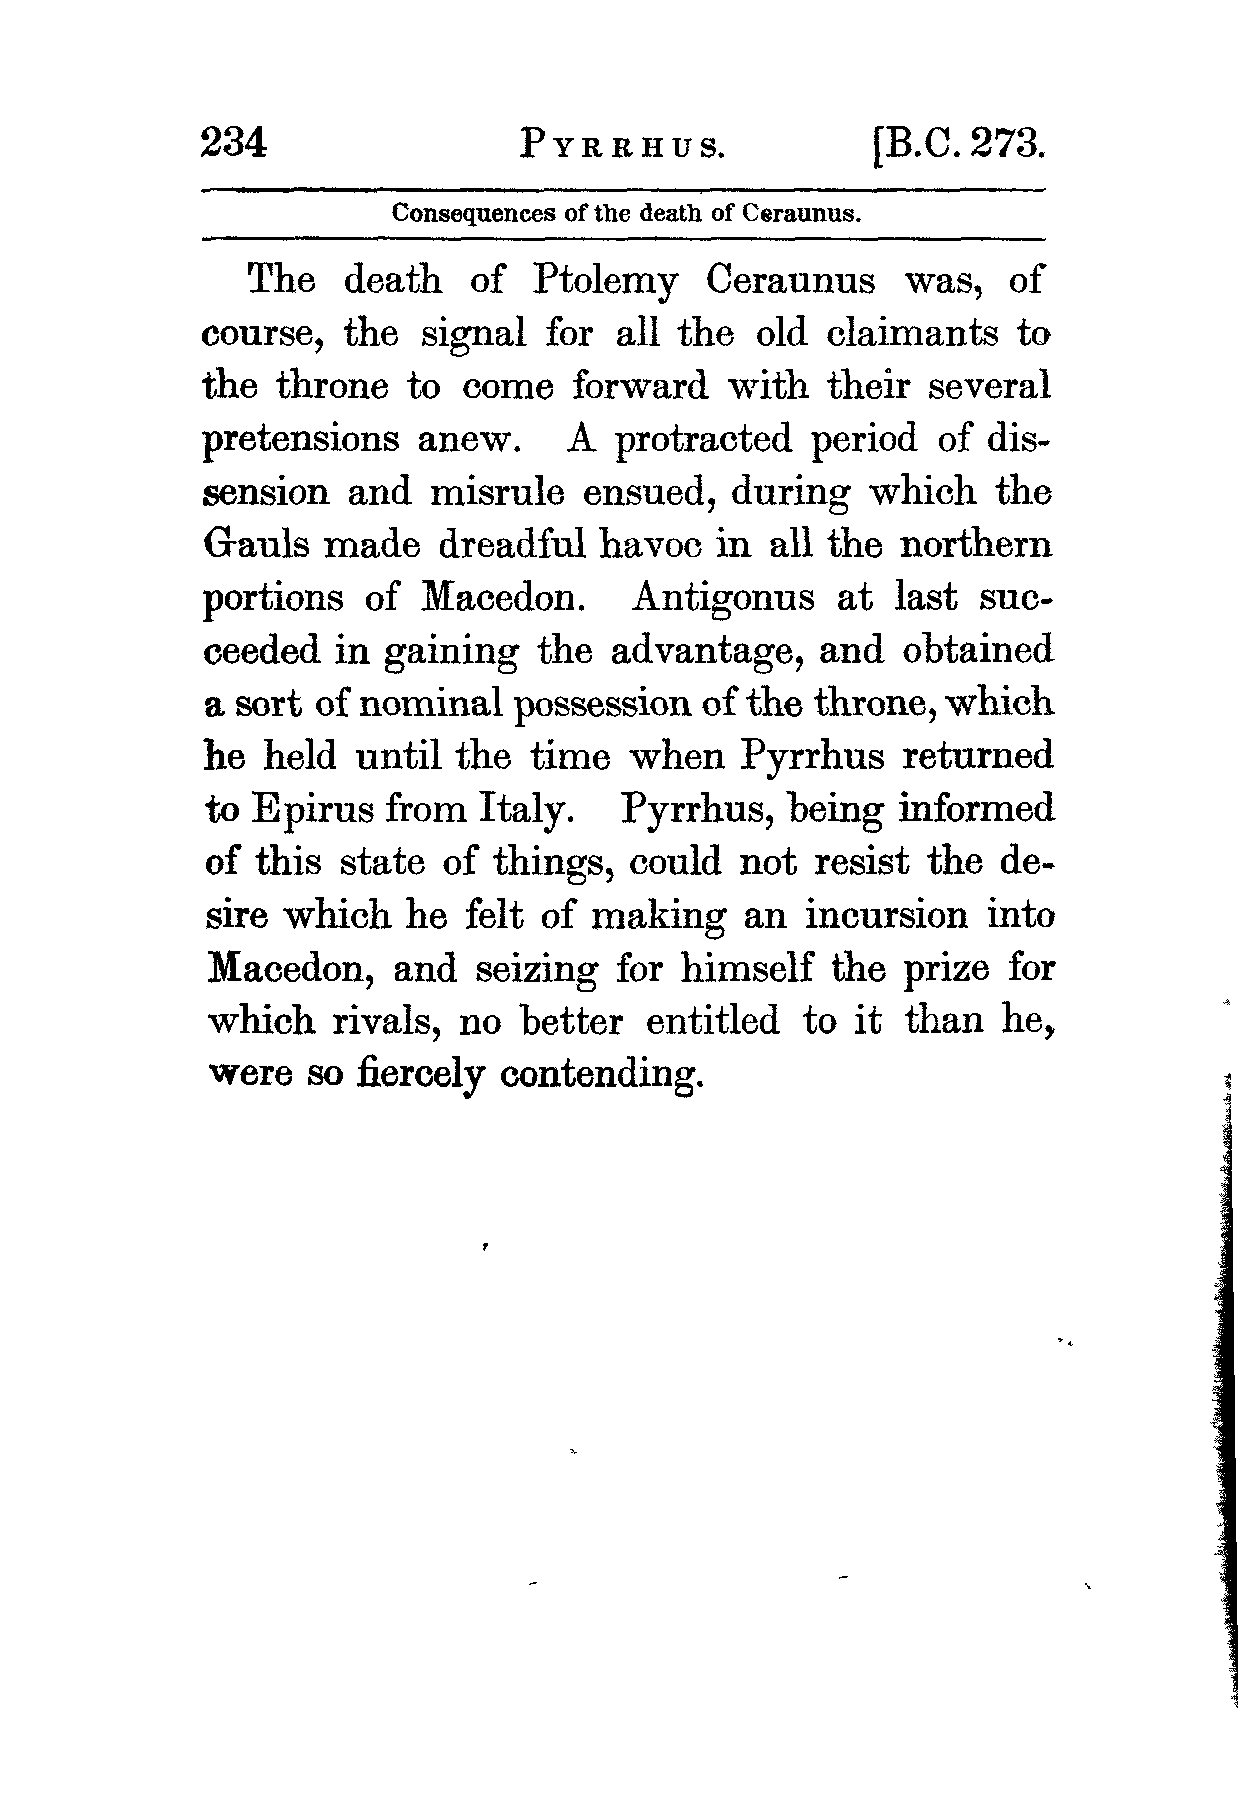 234 PYRRHUS. [B.C. 273.
Consequences of the death of Ceraunus.
The death of Ptolemy Ceraunus was, of
course, the signal for all the old claimants to
the throne to come forward with their several
pretensions anew. A protracted period of dis-
sension and misrule ensued, during which the
Gauls made dreadful havoc in all the northern
portions of Macedon. Antigonus at last suc-
ceeded in gaining the advantage, and obtained
a sort of nominal possession of the throne, which
he held until the time when Pyrrhus returned
to Epirus from Italy. Pyrrhus, being informed
of this state of things, could not resist the de-
sire which he felt of making an incursion into
Macedon, and seizing for himself the prize for
which rivals, no better entitled to it than he,
were so fiercely contending.